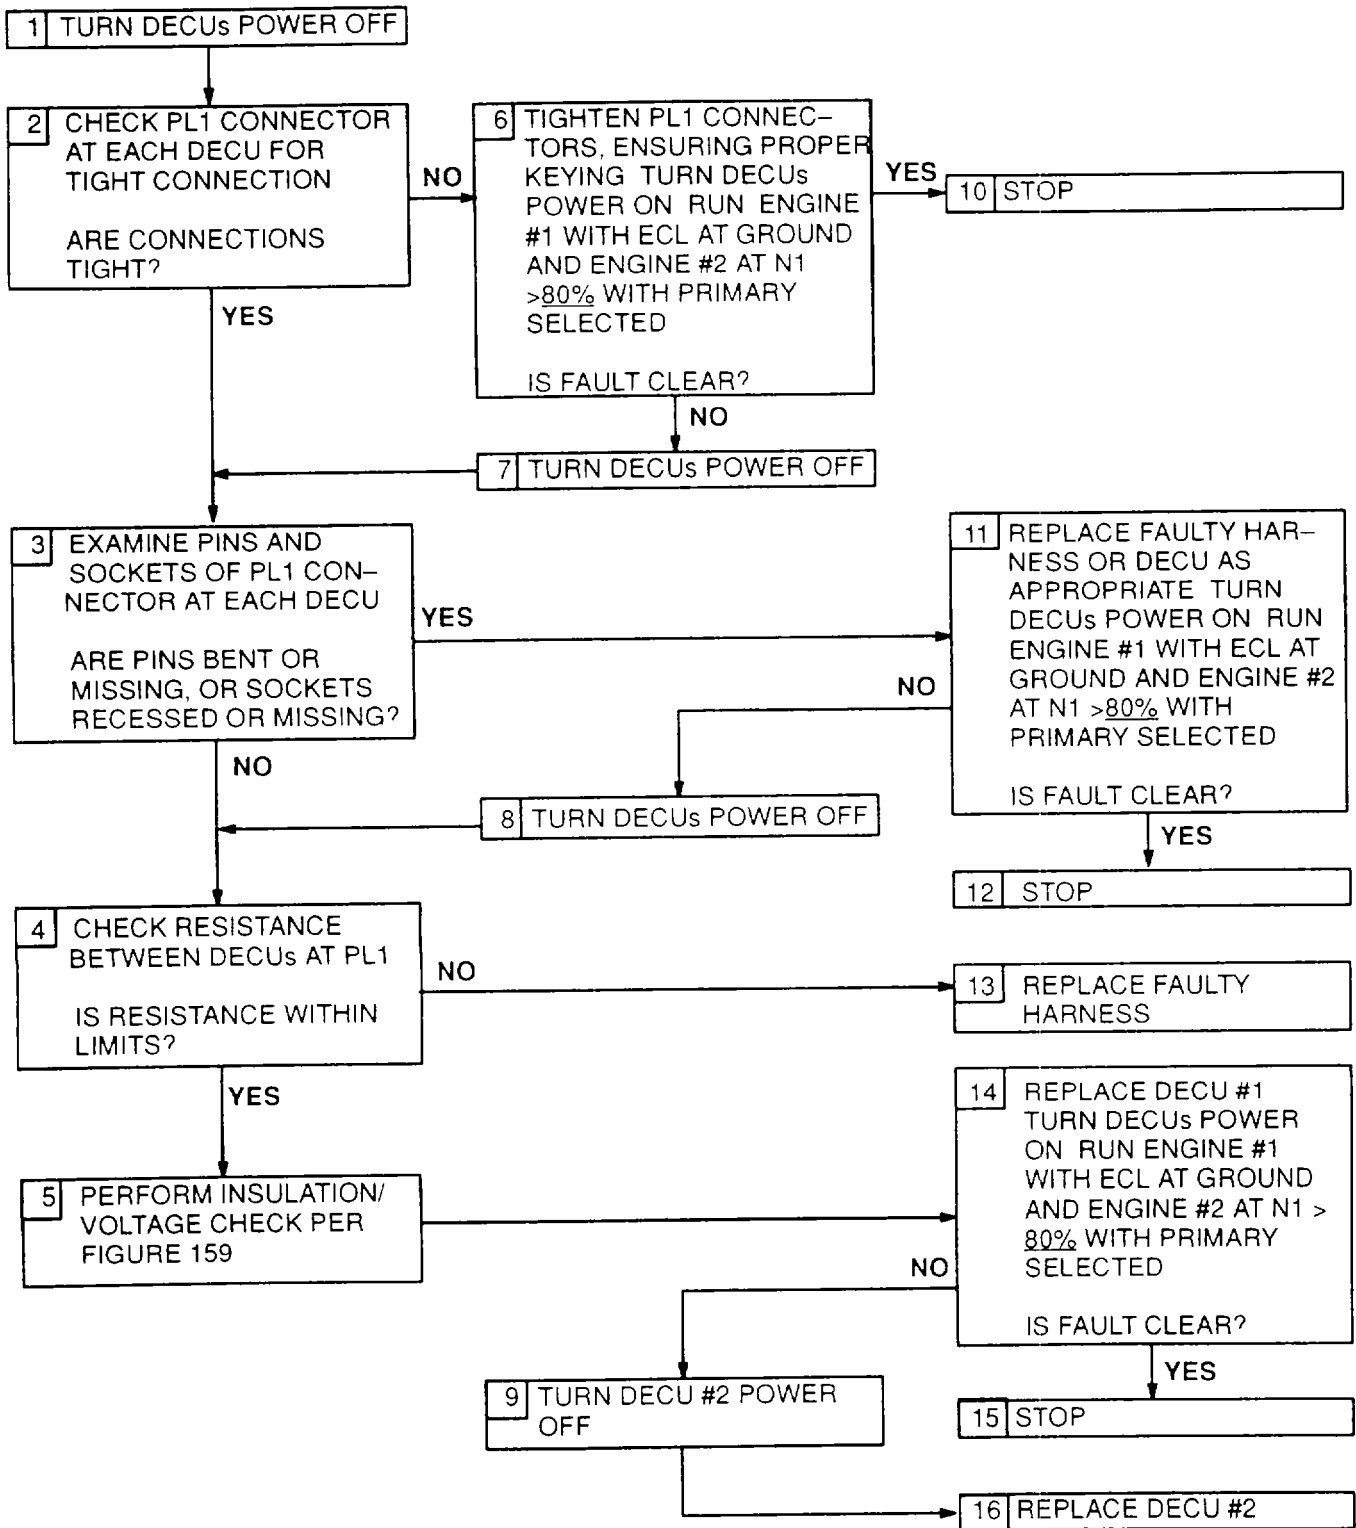 1 TURN DECUs POWER OFF
2 CHECK PL1 CONNECTOR
AT EACH DECU FOR
TIGHT CONNECTION
ARE CONNECTIONS
TIGHT?
NO
YES
6 TIGHTEN PL1 CONNEC–
TORS, ENSURING PROPER
KEYING TURN DECUs
POWER ON RUN ENGINE
#1 WITH ECL AT GROUND
AND ENGINE #2 AT N1
>80% WITH PRIMARY
SELECTED
IS FAULT CLEAR?
YES
10 STOP
NO
7 TURN DECUs POWER OFF
3 EXAMINE PINS AND
SOCKETS OF PL1 CON–
NECTOR AT EACH DECU
ARE PINS BENT OR
MISSING, OR SOCKETS
RECESSED OR MISSING?
YES
NO
11 REPLACE FAULTY HAR–
NESS OR DECU AS
APPROPRIATE TURN
DECUs POWER ON RUN
ENGINE #1 WITH ECL AT
GROUND AND ENGINE #2
AT N1 >80% WITH
PRIMARY SELECTED
IS FAULT CLEAR?
NO
YES
8 TURN DECUs POWER OFF
12 STOP
4 CHECK RESISTANCE
BETWEEN DECUs AT PL1
IS RESISTANCE WITHIN
LIMITS?
NO
YES
13 REPLACE FAULTY
HARNESS
5 PERFORM INSULATION/
VOLTAGE CHECK PER
FIGURE 159
14 REPLACE DECU #1
TURN DECUs POWER
ON RUN ENGINE #1
WITH ECL AT GROUND
AND ENGINE #2 AT N1 >
80% WITH PRIMARY
SELECTED
IS FAULT CLEAR?
NO
YES
9 TURN DECU #2 POWER
OFF
15 STOP
16 REPLACE DECU #2